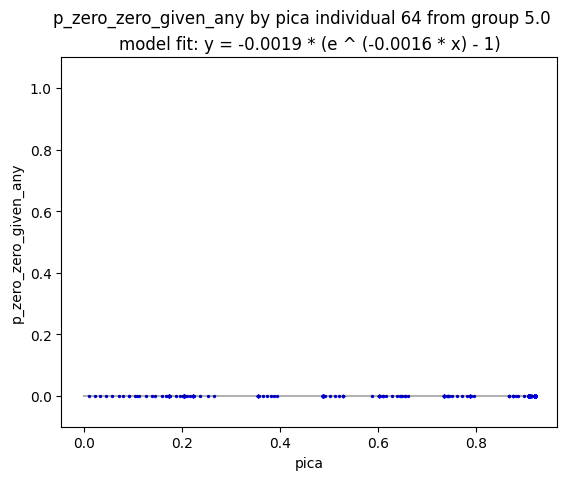 p_zero_zero_given_any by pica individual 64 from group 5.0
model fit: y = -0.0019 * (e ^ (-0.0016 * x) - 1)
1.0
0.8
0.6
0.4
0.2
0.0
p_zero_zero_given_any
0.0 0.2 0.4 0.6 0.8
pica